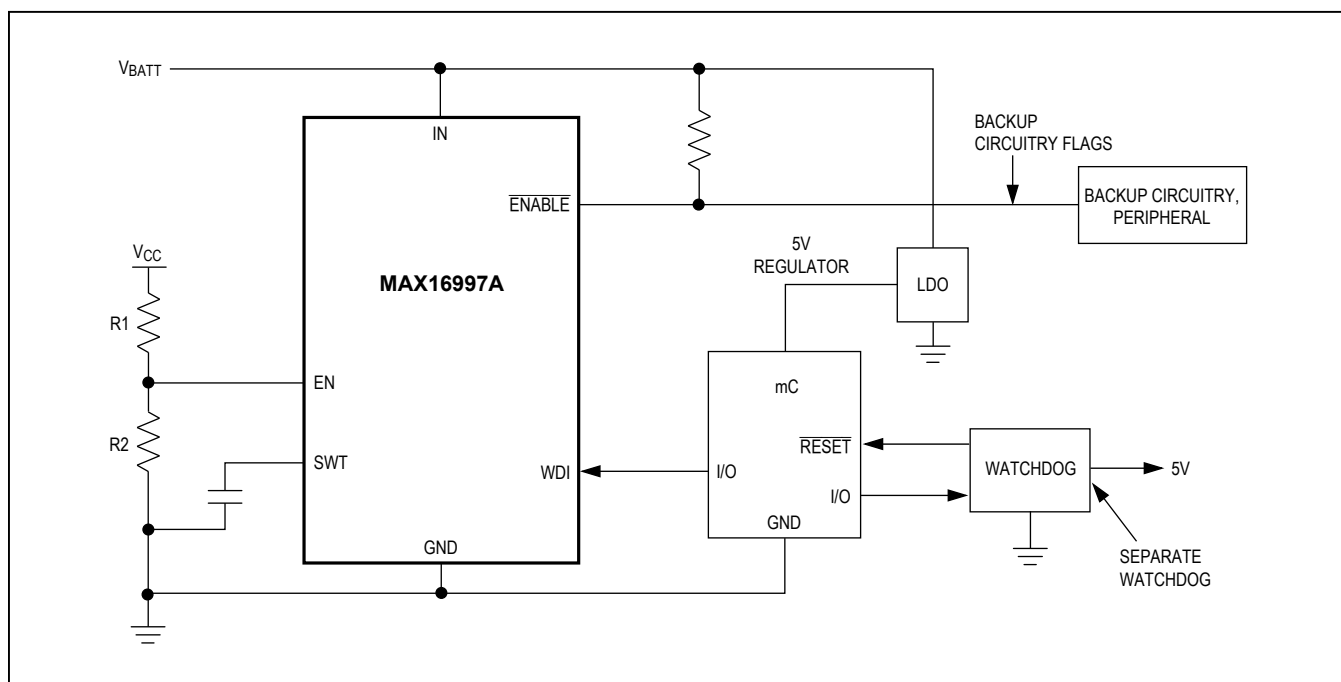 VBATT
IN
BACKUP
CIRCUITRY FLAGS
ENABLE
BACKUP CIRCUITRY,
PERIPHERAL
5V
REGULATOR
LDO
VCC
MAX16997A
R1
EN
mC
R2
RESET
SWT
WDI
I/O
WATCHDOG
5V
I/O
GND
GND
SEPARATE
WATCHDOG